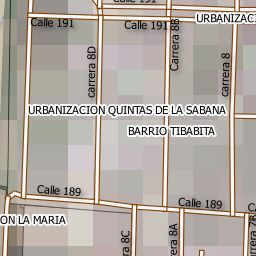 Calle 191
Calle 191
URBANIZACI
carrera 8D
Carrera 8B
carrera 8
URBANIZACION QUINTAS DE LA SABANA
BARRIO TIBABITA
Calle 189
Calle 189
ON LA MARIA
Carrera 8C
Carrera 8A